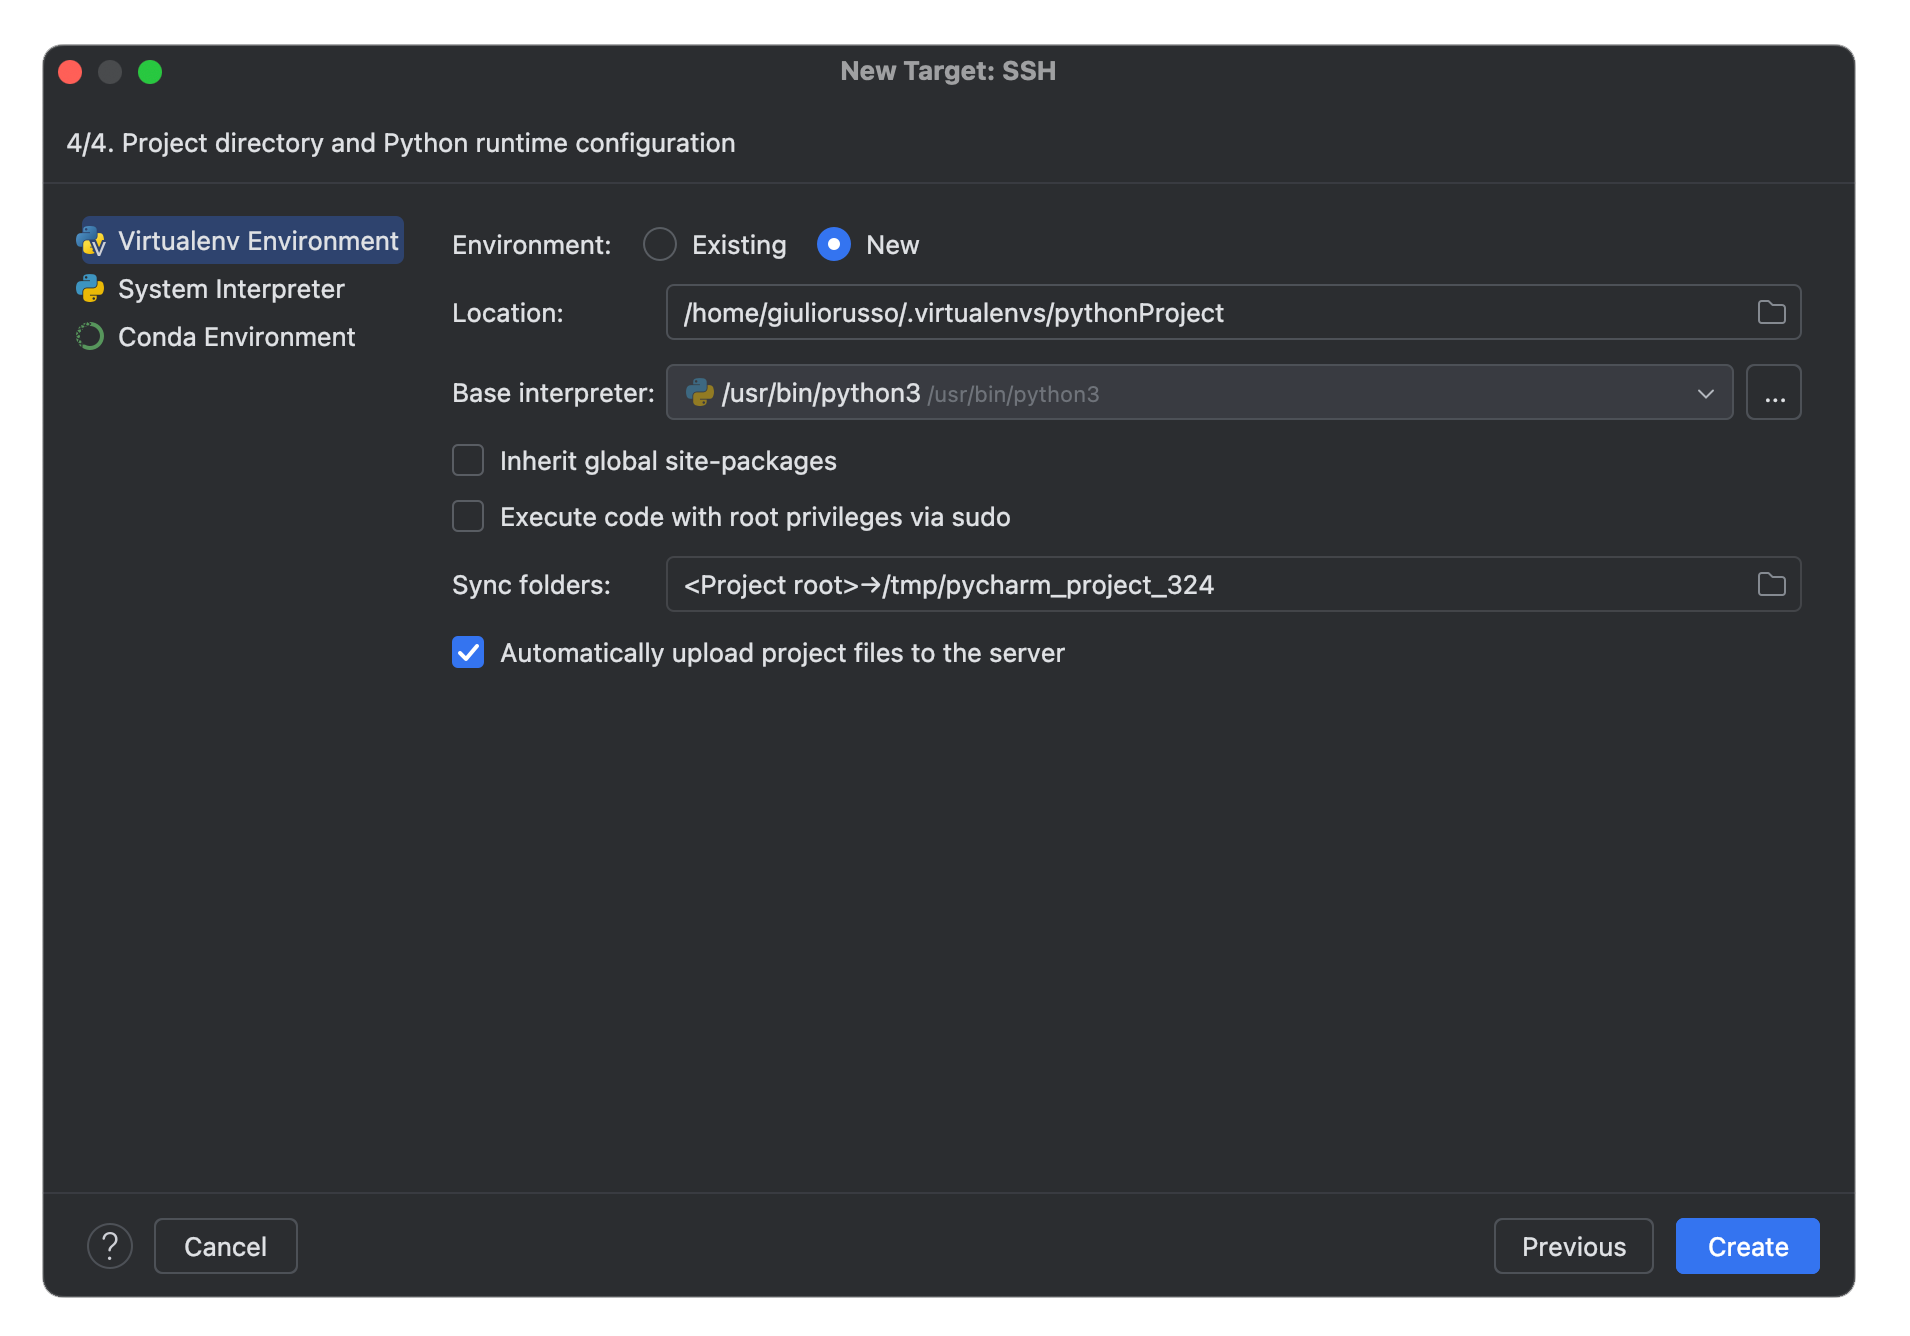 New Target: SSH
4/4. Project directory and Python runtime configuration
Virtualenv Environment
System Interpreter
Conda Environment
Environment: Existing New
Location: /home/giuliorusso/.virtualenvs/pythonProject
Base interpreter: /usr/bin/python3 /usr/bin/python3 ...
Inherit global site-packages
Execute code with root privileges via sudo
Sync folders: <Project root>→/tmp/pycharm_project_324
Automatically upload project files to the server
? Cancel Previous Create